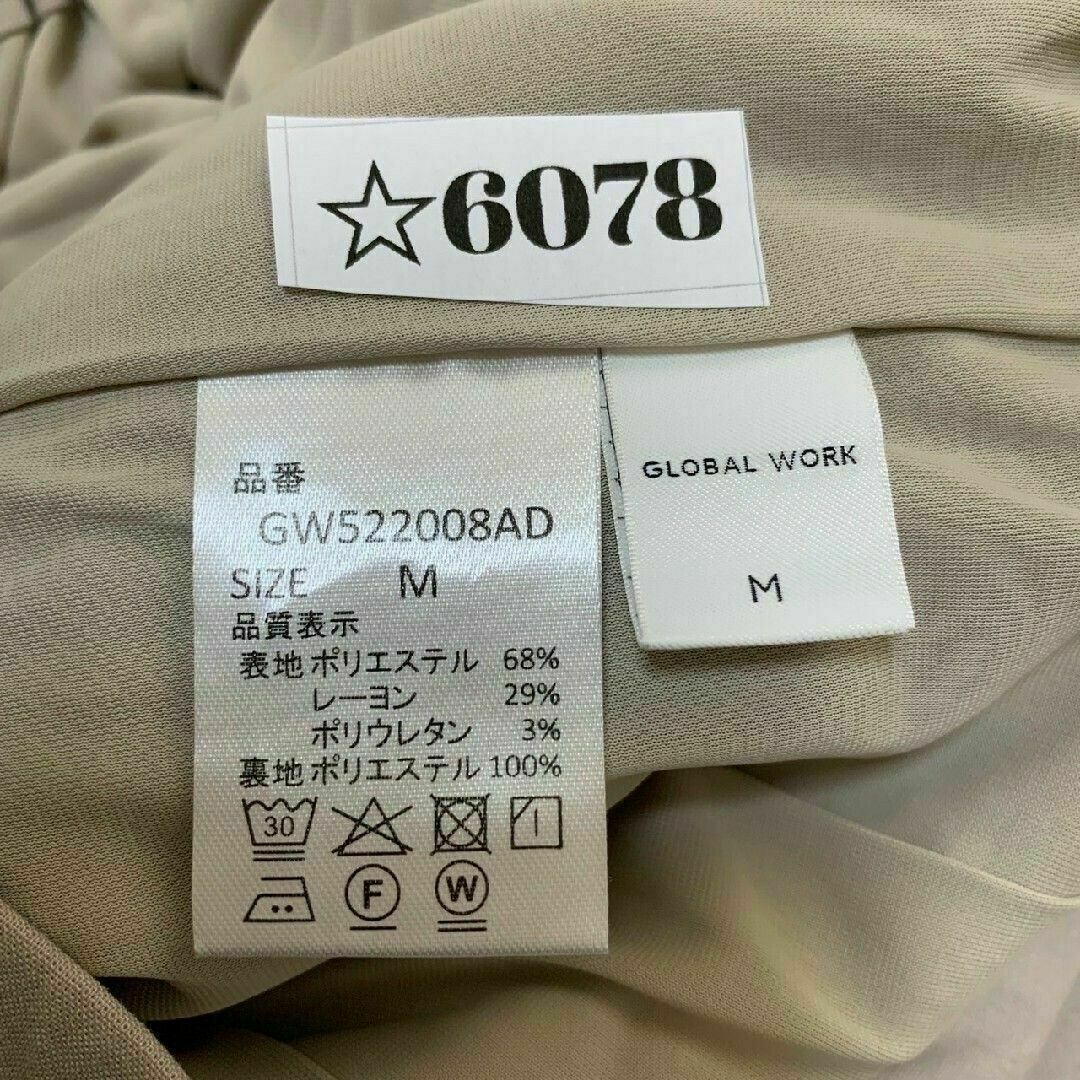 ☆6078
品番
GW522008AD
SIZE M
品質表示
表地 ポリエステル 68%
レーヨン 29%
ポリウレタン 3%
裏地 ポリエステル 100%
30
F W
GLOBAL WORK
M